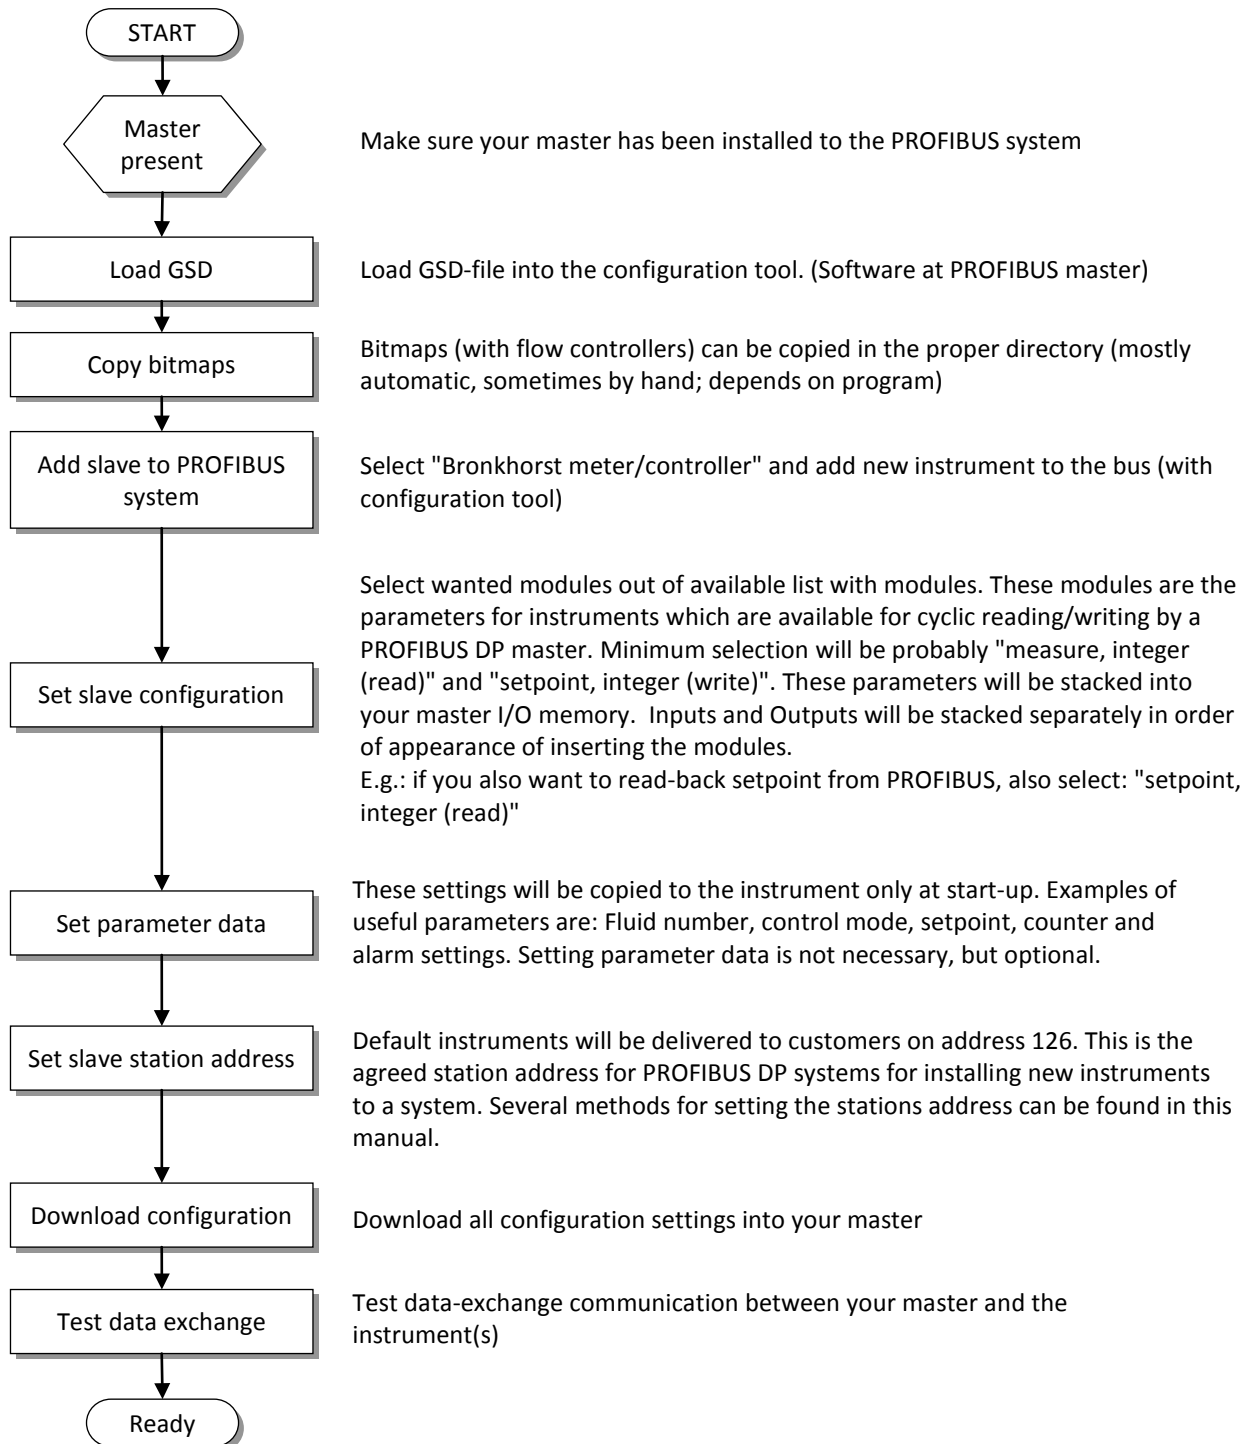 START
Master
present
Make sure your master has been installed to the PROFIBUS system
Load GSD
Load GSD-file into the configuration tool. (Software at PROFIBUS master)
Copy bitmaps
Bitmaps (with flow controllers) can be copied in the proper directory (mostly
automatic, sometimes by hand; depends on program)
Add slave to PROFIBUS
system
Select "Bronkhorst meter/controller" and add new instrument to the bus (with
configuration tool)
Set slave configuration
Select wanted modules out of available list with modules. These modules are the
parameters for instruments which are available for cyclic reading/writing by a
PROFIBUS DP master. Minimum selection will be probably "measure, integer
(read)" and "setpoint, integer (write)". These parameters will be stacked into
your master I/O memory.  Inputs and Outputs will be stacked separately in order
of appearance of inserting the modules.
E.g.: if you also want to read-back setpoint from PROFIBUS, also select: "setpoint,
integer (read)"
Set parameter data
These settings will be copied to the instrument only at start-up. Examples of
useful parameters are: Fluid number, control mode, setpoint, counter and
alarm settings. Setting parameter data is not necessary, but optional.
Set slave station address
Default instruments will be delivered to customers on address 126. This is the
agreed station address for PROFIBUS DP systems for installing new instruments
to a system. Several methods for setting the stations address can be found in this
manual.
Download configuration
Download all configuration settings into your master
Test data exchange
Test data-exchange communication between your master and the
instrument(s)
Ready